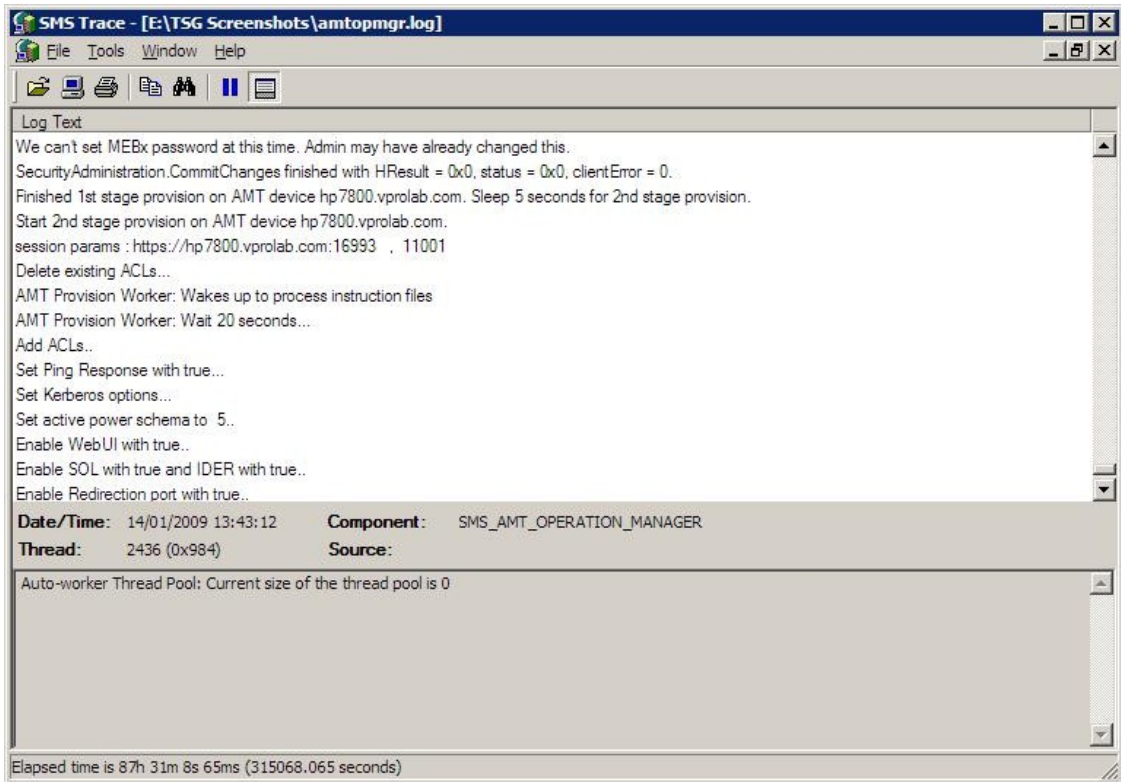 SMS Trace - [E:\TSG Screenshots\amtopmgr.log]
File Tools Window Help
Log Text
We can't set MEBx password at this time. Admin may have already changed this.
SecurityAdministration.CommitChanges finished with HResult = 0x0, status = 0x0, clientError = 0.
Finished 1st stage provision on AMT device hp7800.vprolab.com. Sleep 5 seconds for 2nd stage provision.
Start 2nd stage provision on AMT device hp7800.vprolab.com.
session params : https://hp7800.vprolab.com:16993 , 11001
Delete existing ACLs...
AMT Provision Worker: Wakes up to process instruction files
AMT Provision Worker: Wait 20 seconds...
Add ACLs..
Set Ping Response with true...
Set Kerberos options...
Set active power schema to 5..
Enable WebUI with true..
Enable SOL with true and IDER with true..
Enable Redirection port with true..
Date/Time: 14/01/2009 13:43:12 Component: SMS_AMT_OPERATION_MANAGER
Thread: 2436 (0x984) Source:
Auto-worker Thread Pool: Current size of the thread pool is 0
Elapsed time is 87h 31m 8s 65ms (315068.065 seconds)